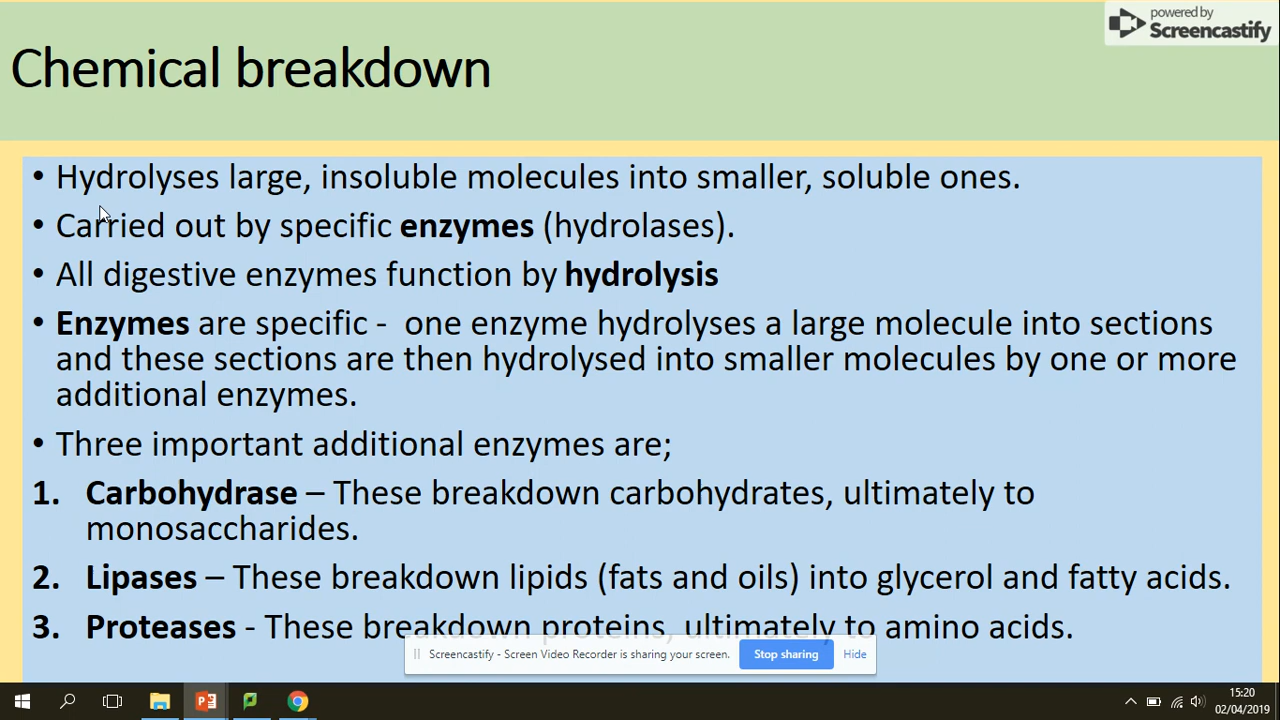 powered by
Screencastify
Chemical breakdown
• Hydrolyses large, insoluble molecules into smaller, soluble ones.
• Carried out by specific enzymes (hydrolases).
• All digestive enzymes function by hydrolysis
• Enzymes are specific - one enzyme hydrolyses a large molecule into sections
and these sections are then hydrolysed into smaller molecules by one or more
additional enzymes.
• Three important additional enzymes are;
1. Carbohydrase – These breakdown carbohydrates, ultimately to
monosaccharides.
2. Lipases – These breakdown lipids (fats and oils) into glycerol and fatty acids.
3. Proteases - These breakdown proteins, ultimately to amino acids.
Screencastify - Screen Video Recorder is sharing your screen. Stop sharing Hide
15:20
02/04/2019